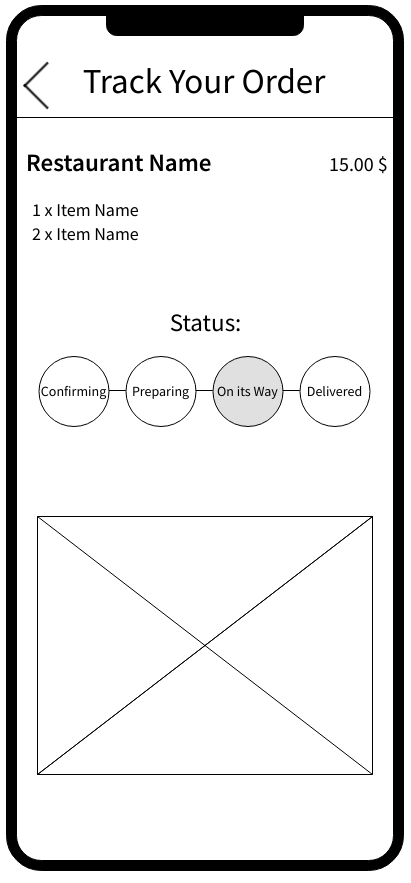 Track Your Order
Restaurant Name 15.00 $
1 x Item Name
2 x Item Name
Status:
Confirming Preparing On its Way Delivered